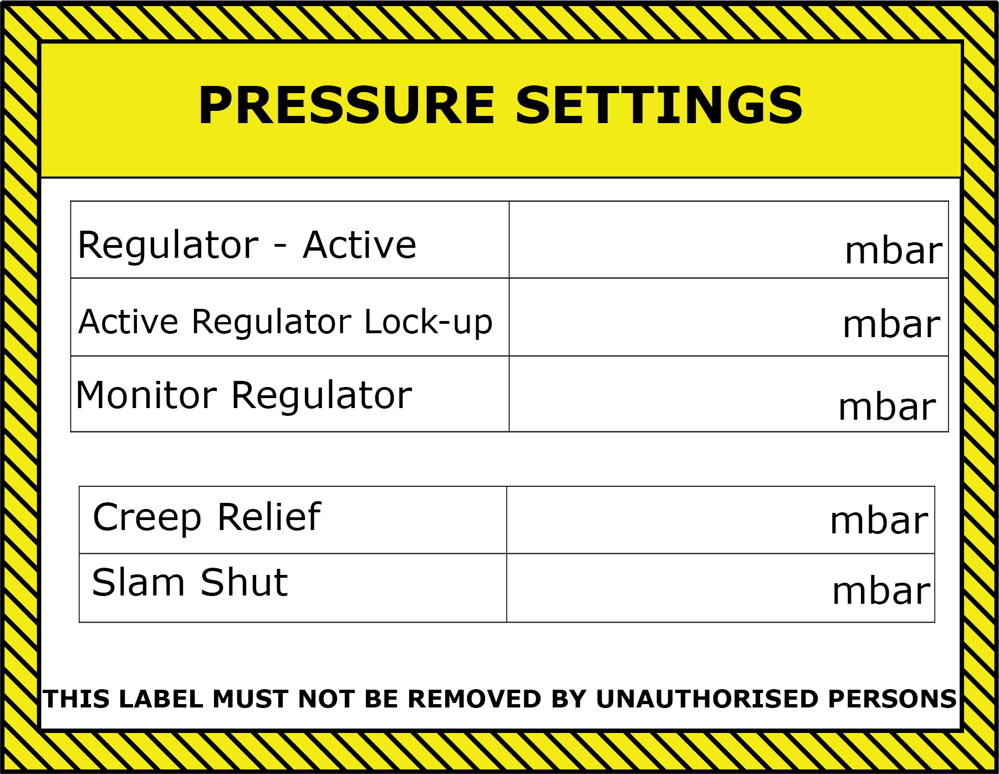 PRESSURE SETTINGS
Regulator - Active mbar
Active Regulator Lock-up mbar
Monitor Regulator mbar
Creep Relief mbar
Slam Shut mbar
THIS LABEL MUST NOT BE REMOVED BY UNAUTHORISED PERSONS